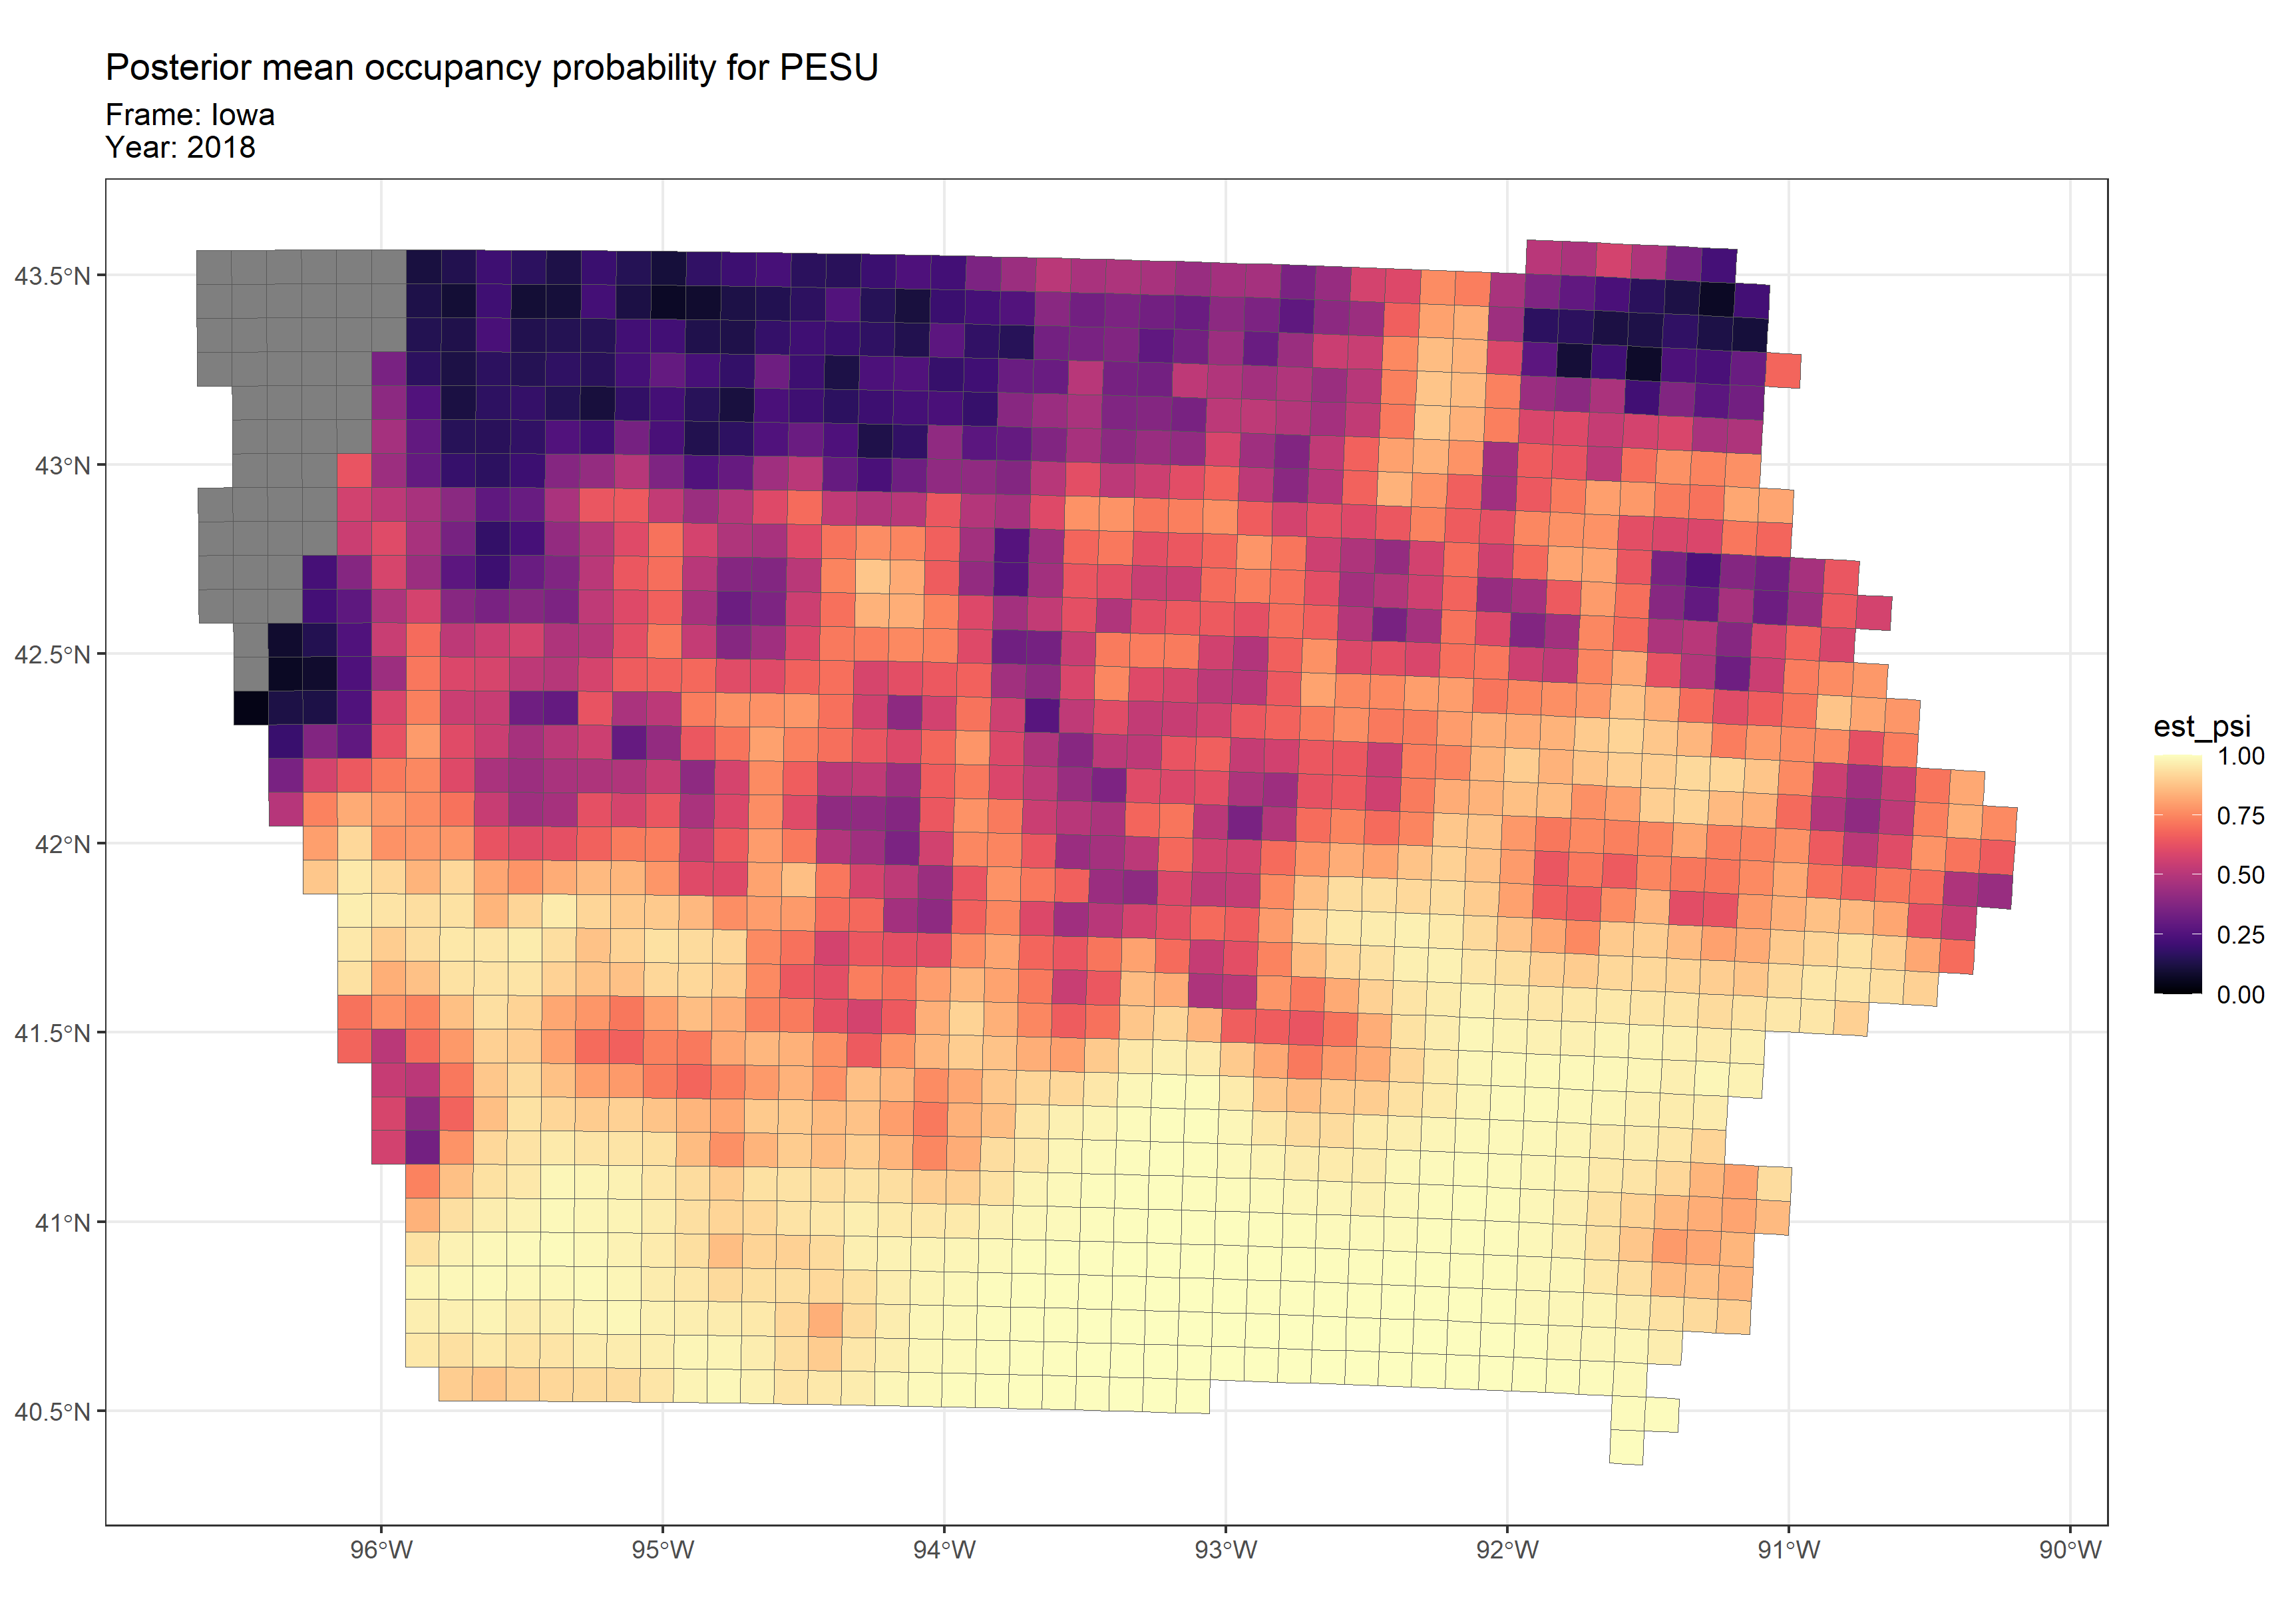 Posterior mean occupancy probability for PESU
Frame: Iowa
Year: 2018
43.5°N
43°N
42.5°N
42°N
41.5°N
41°N
40.5°N
96°W
95°W
94°W
93°W
92°W
91°W
90°W
est_psi
1.00
0.75
0.50
0.25
0.00